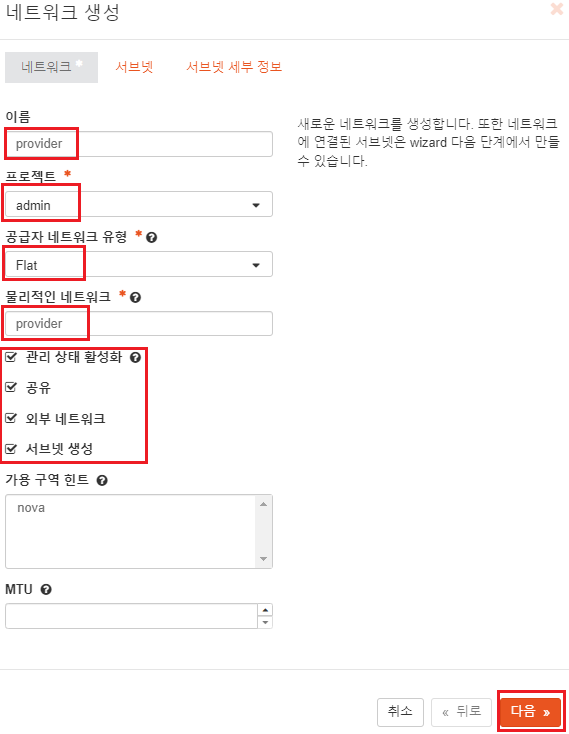 네트워크 생성
네트워크 *
서브넷
서브넷 세부 정보
이름
provider
새로운 네트워크를 생성합니다. 또한 네트워크
에 연결된 서브넷은 wizard 다음 단계에서 만들
수 있습니다.
프로젝트 *
admin
공급자 네트워크 유형 *
Flat
물리적인 네트워크 *
provider
관리 상태 활성화
공유
외부 네트워크
서브넷 생성
가용 구역 힌트
nova
MTU
취소
« 뒤로
다음 »